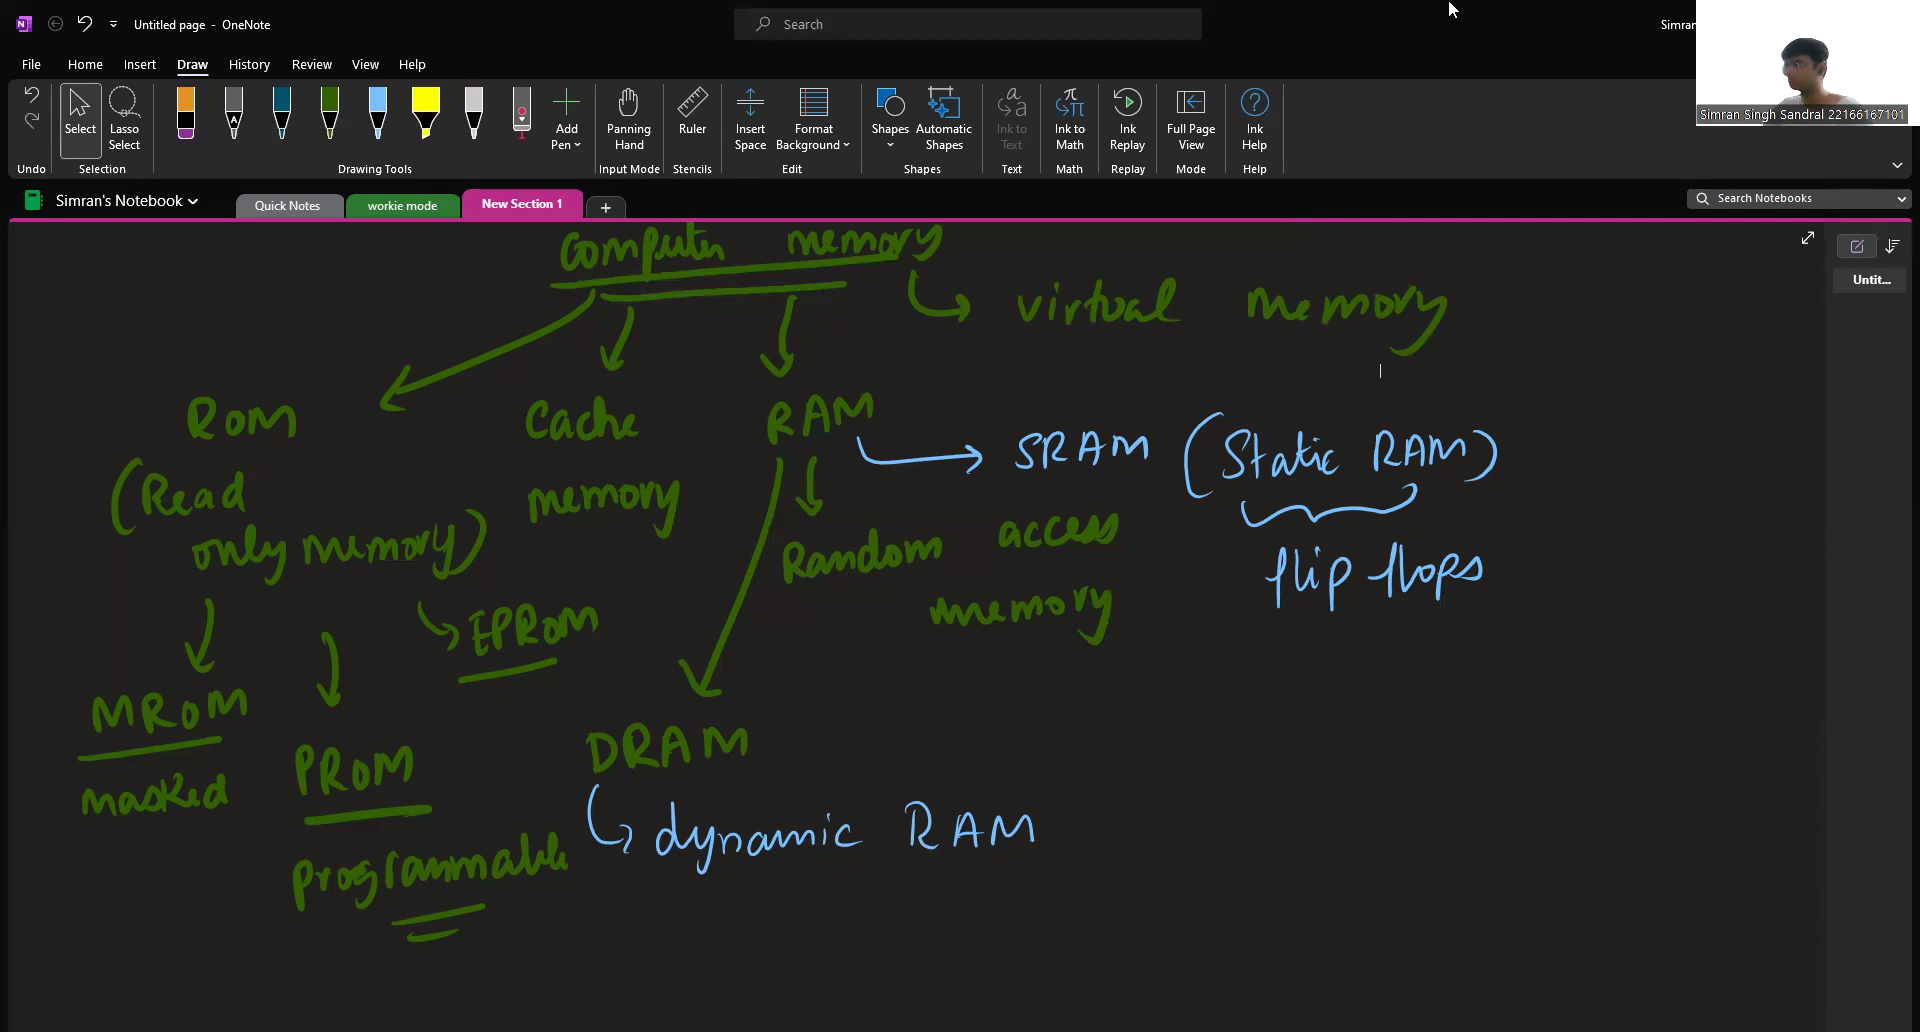 Untitled page - OneNote
Search
Simran
File Home Insert Draw History Review View Help
Simran Singh Sandral 22166167101
Undo
Select
Lasso Select
Selection
A
Drawing Tools
Add Pen
Panning Hand
Input Mode
Ruler
Stencils
Insert Space
Format Background
Edit
Shapes
Automatic Shapes
Shapes
Ink to Text
Text
Ink to Math
Math
Ink Replay
Replay
Full Page View
Mode
Ink Help
Help
Simran's Notebook
Quick Notes
workie mode
New Section 1
+
Search Notebooks
Untit...
Computer memory
virtual memory
ROM
(Read
only memory)
Cache
memory
RAM
SRAM (Static RAM)
flip flops
Random access
memory
EPROM
MROM
masked
PROM
programmable
DRAM
dynamic RAM